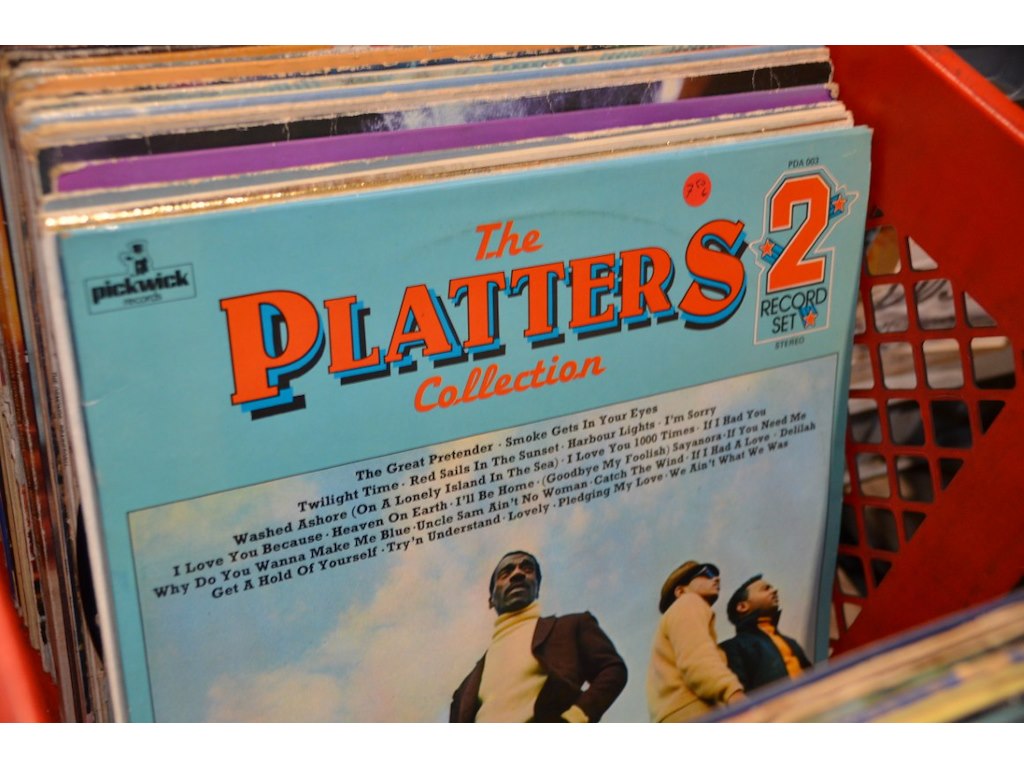 PDA 063
pickwick
records
The
PLATTERS
Collection
2
RECORD
SET
STEREO
The Great Pretender · Smoke Gets In Your Eyes
Twilight Time · Red Sails In The Sunset · Harbour Lights · I'm Sorry
Washed Ashore (On A Lonely Island In The Sea) · I Love You 1000 Times · If I Had You
I Love You Because · Heaven On Earth · I'll Be Home · (Goodbye My Foolish) Sayanora · If You Need Me
Why Do You Wanna Make Me Blue · Uncle Sam Ain't No Woman · Catch The Wind · If I Had A Love · Delilah
Get A Hold Of Yourself · Try'n Understand · Lovely · Pledging My Love · We Ain't What We Was